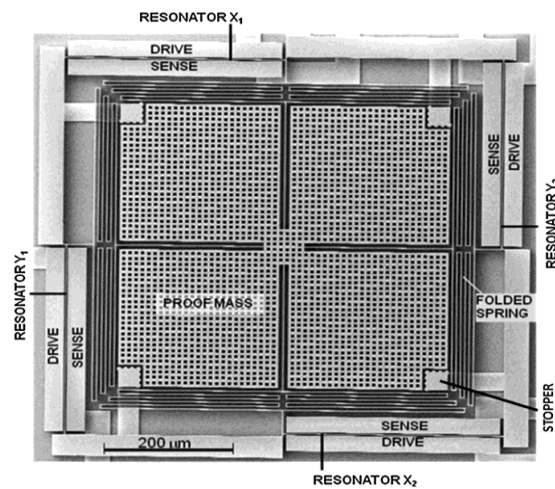 RESONATOR X1
DRIVE
SENSE
SENSE
DRIVE
RESONATOR Y2
RESONATOR Y1
DRIVE
SENSE
PROOF MASS
FOLDED
SPRING
STOPPER
SENSE
DRIVE
200 µm
RESONATOR X2